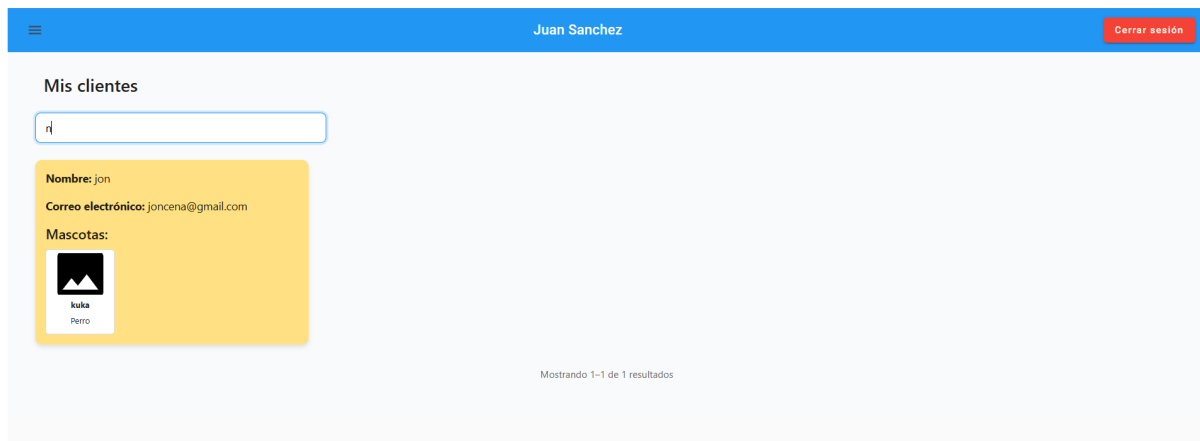 Juan Sanchez
Cerrar sesión
Mis clientes
n
Nombre: jon
Correo electrónico: joncena@gmail.com
Mascotas:
kuka
Perro
Mostrando 1–1 de 1 resultados